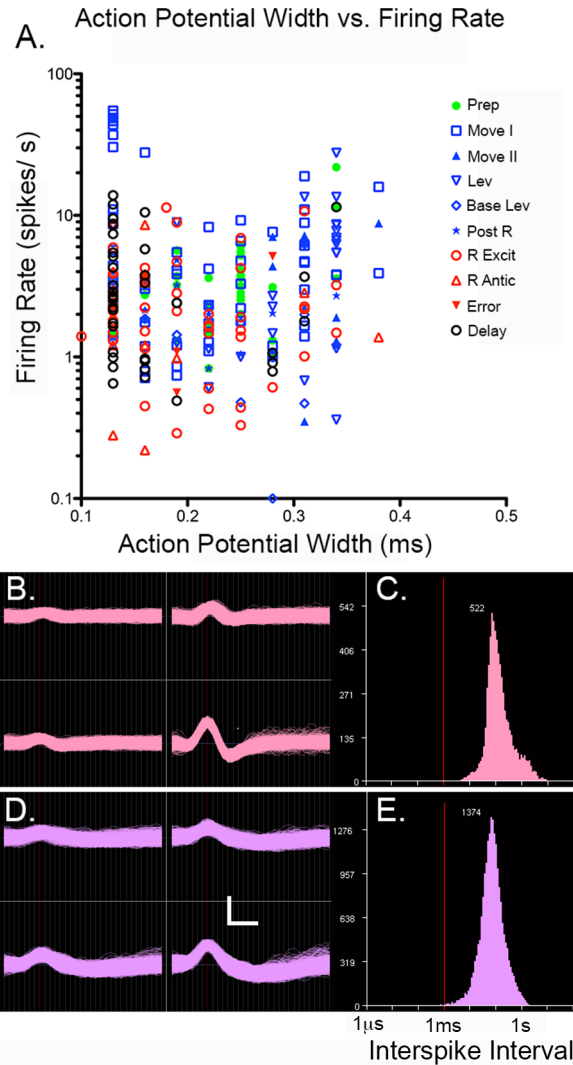 Action Potential Width vs. Firing Rate
A.
Firing Rate (spikes/ s)
100
10
1
0.1
0.1 0.2 0.3 0.4 0.5
Action Potential Width (ms)
Prep
Move I
Move II
Lev
Base Lev
Post R
R Excit
R Antic
Error
Delay
B.
C.
542
406
271
135
0
522
D.
E.
1276
957
638
319
0
1374
1µs 1ms 1s
Interspike Interval